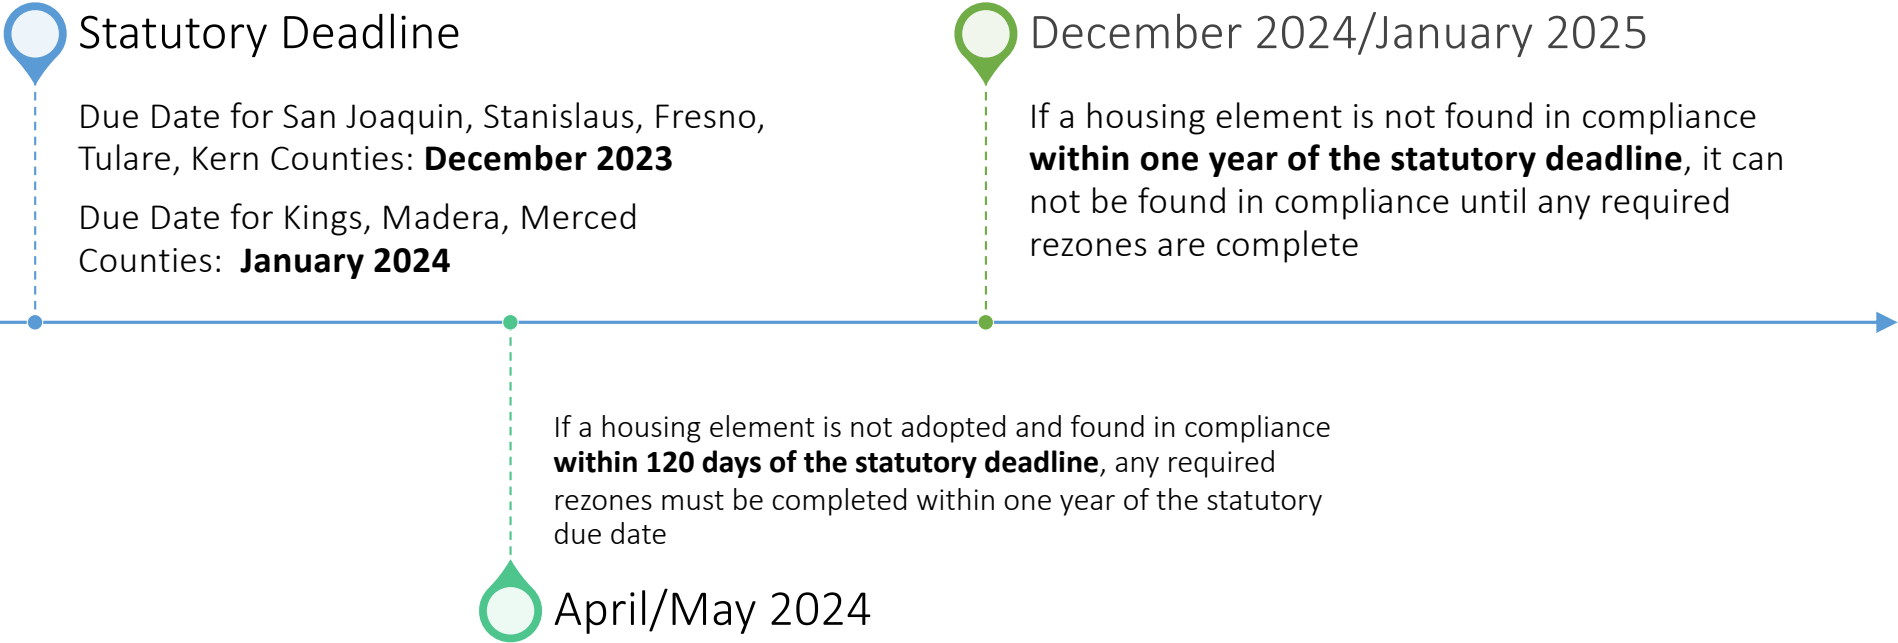 Statutory Deadline
Due Date for San Joaquin, Stanislaus, Fresno,
Tulare, Kern Counties: December 2023
Due Date for Kings, Madera, Merced
Counties: January 2024
If a housing element is not adopted and found in compliance
within 120 days of the statutory deadline, any required
rezones must be completed within one year of the statutory
due date
April/May 2024
December 2024/January 2025
If a housing element is not found in compliance
within one year of the statutory deadline, it can
not be found in compliance until any required
rezones are complete